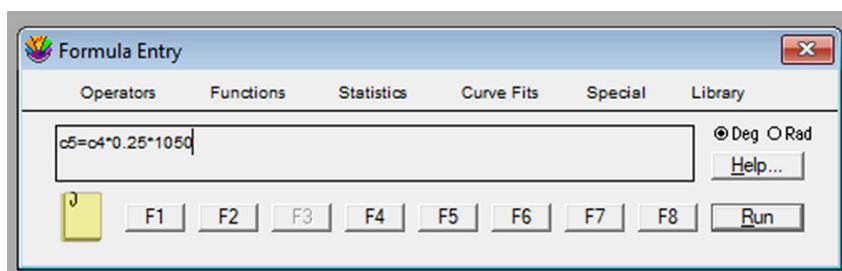 Formula Entry
Operators Functions Statistics Curve Fits Special Library
c5=c4*0.25*1050
Deg Rad
Help...
F1 F2 F3 F4 F5 F6 F7 F8 Run